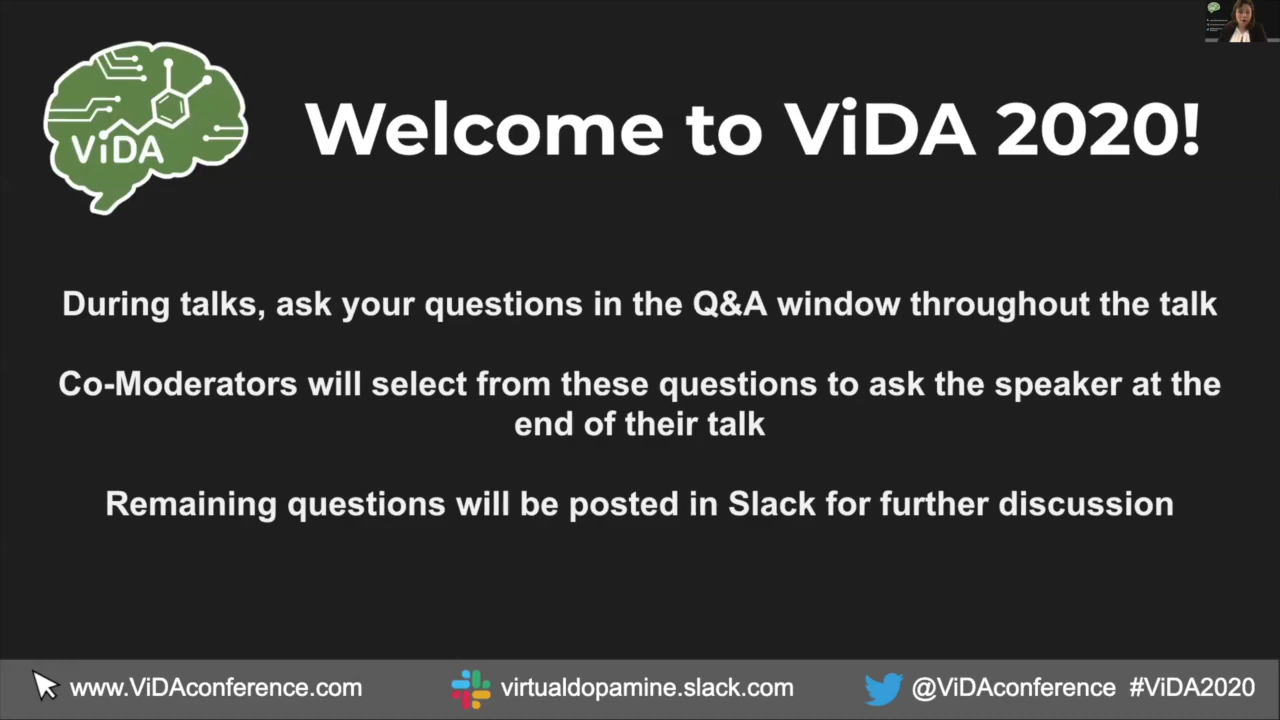 ViDA
Welcome to ViDA 2020!
During talks, ask your questions in the Q&A window throughout the talk
Co-Moderators will select from these questions to ask the speaker at the
end of their talk
Remaining questions will be posted in Slack for further discussion
www.ViDAconference.com
virtualdopamine.slack.com
@ViDAconference #ViDA2020